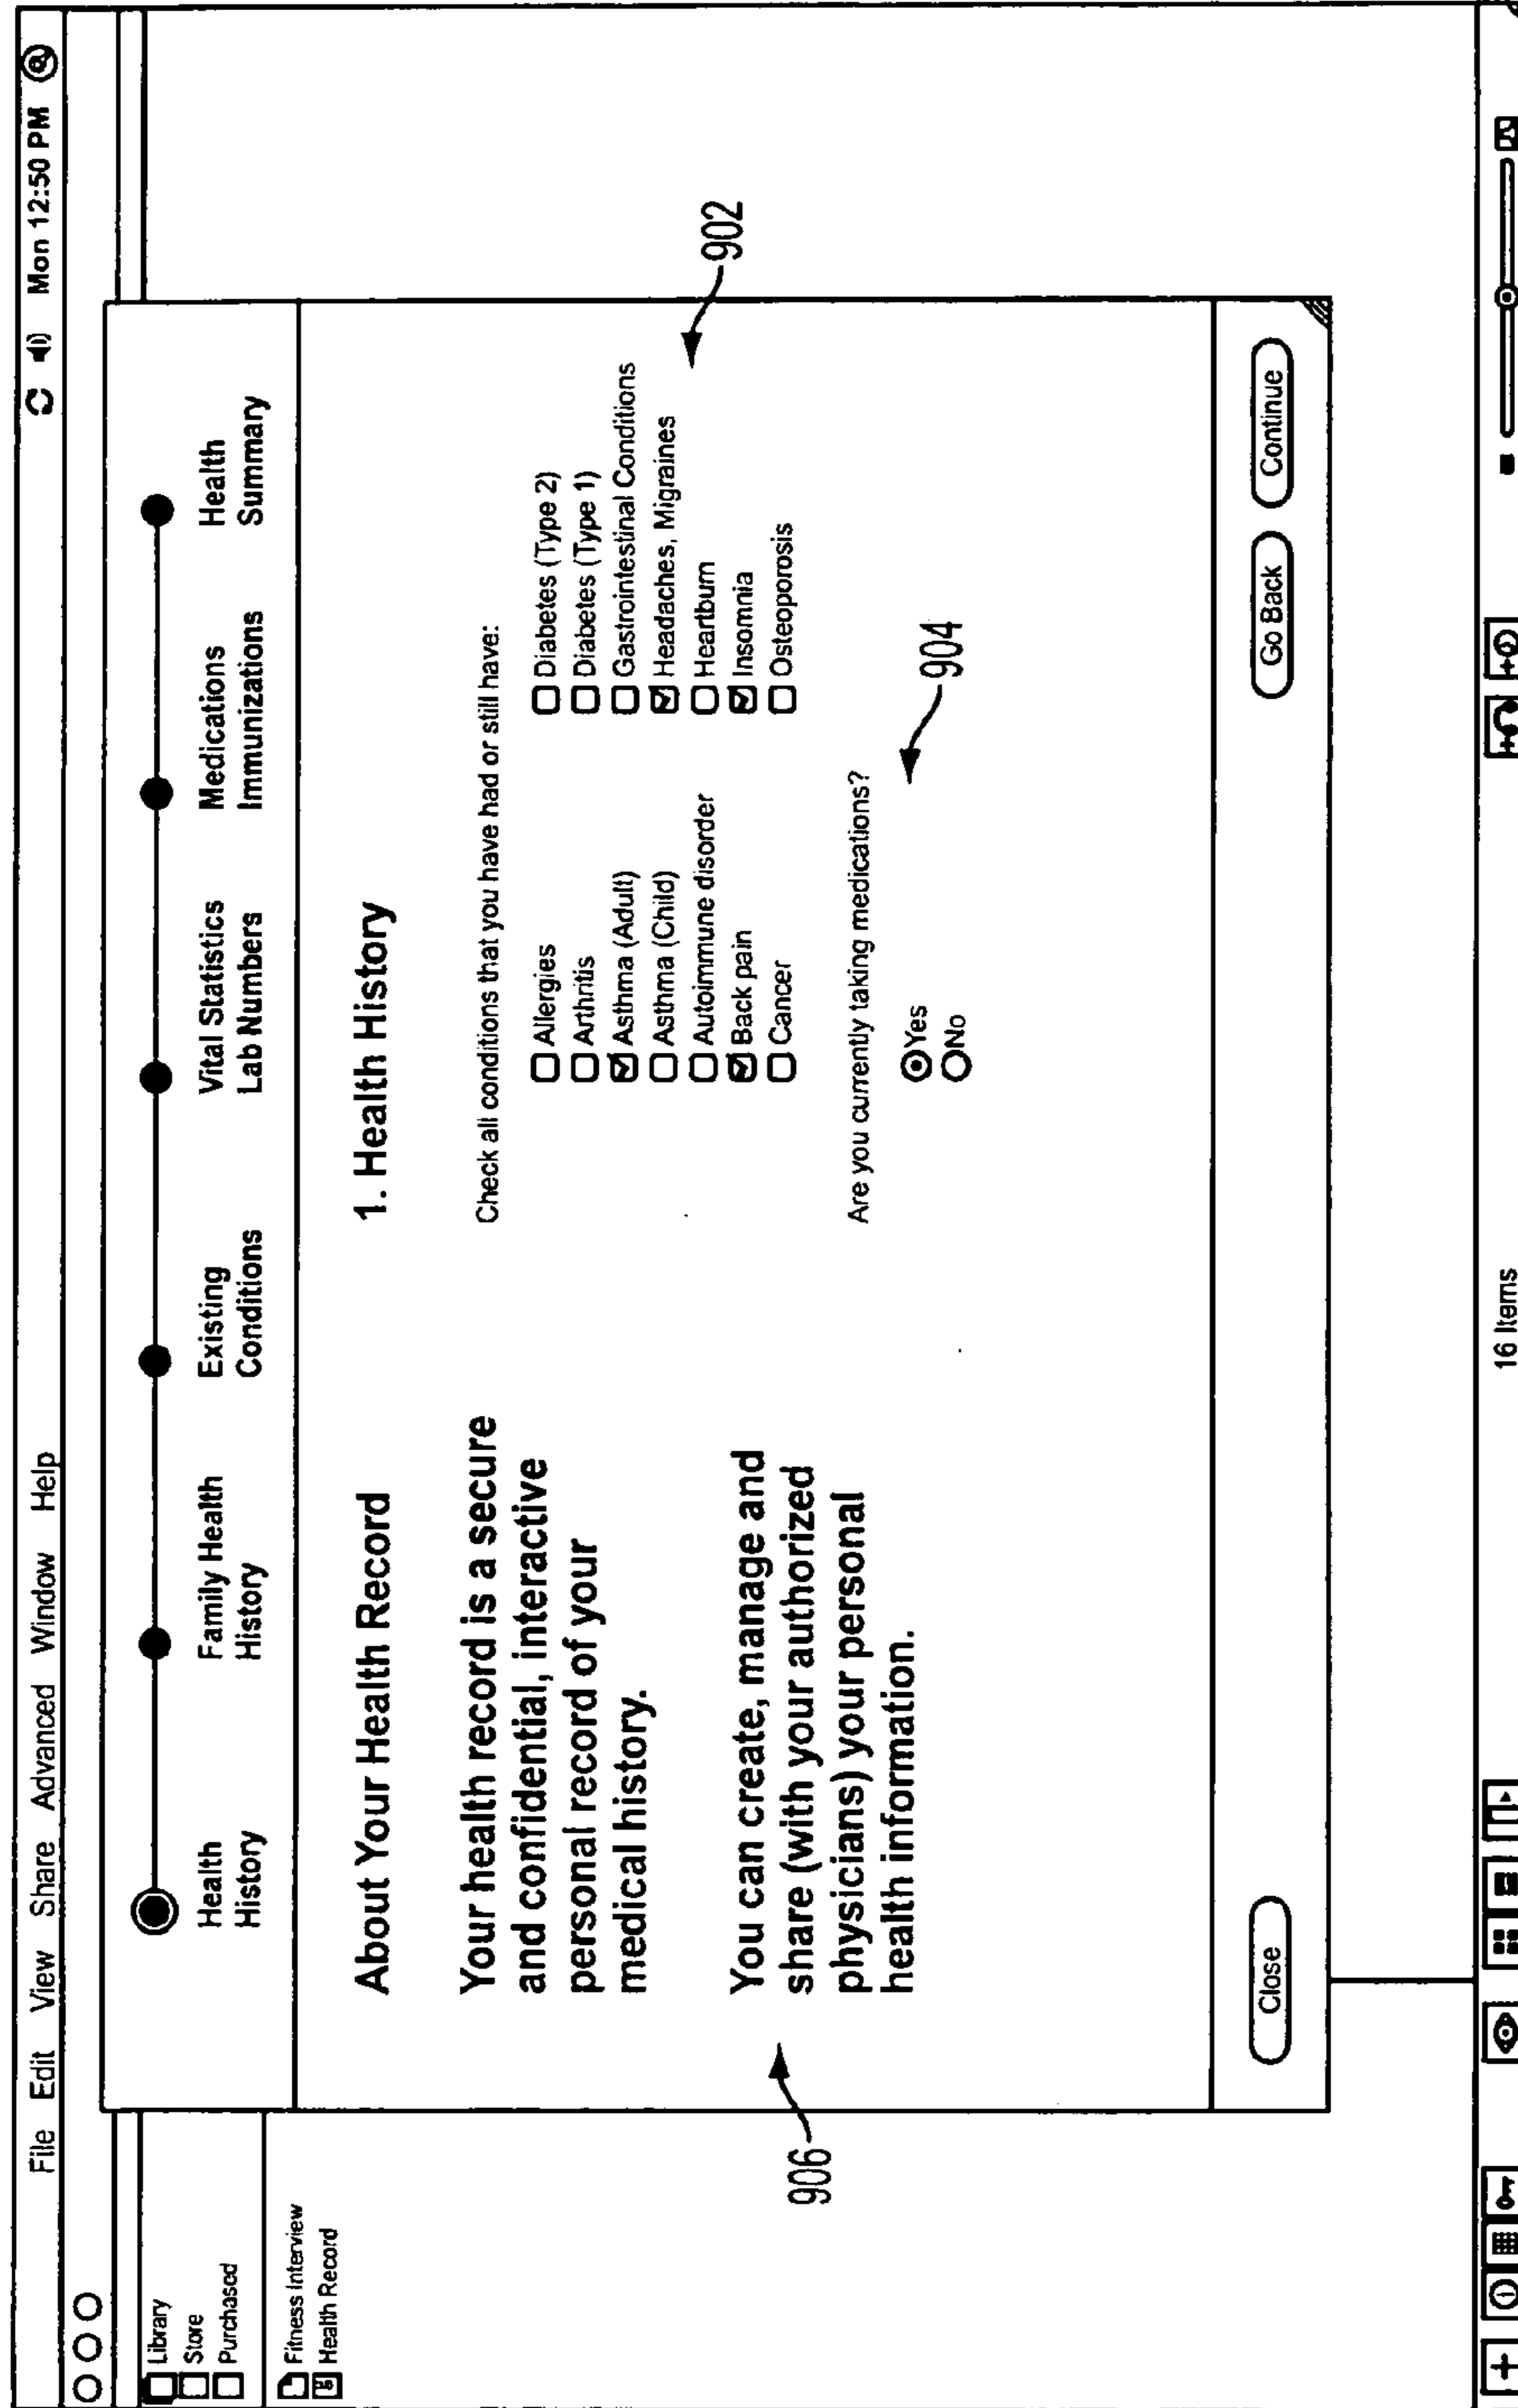 File Edit View Share Advanced Window Help
Mon 12:50 PM
Library
Store
Purchased
Fitness Interview
Health Record
Health
History
Family Health
History
Existing
Conditions
Vital Statistics
Lab Numbers
Medications
Immunizations
Health
Summary
About Your Health Record
Your health record is a secure
and confidential, interactive
personal record of your
medical history.
You can create, manage and
share (with your authorized
physicians) your personal
health information.
906
1. Health History
Check all conditions that you have had or still have:
Allergies
Arthritis
Asthma (Adult)
Asthma (Child)
Autoimmune disorder
Back pain
Cancer
Diabetes (Type 2)
Diabetes (Type 1)
Gastrointestinal Conditions
Headaches, Migraines
Heartburn
Insomnia
Osteoporosis
902
Are you currently taking medications?
904
Yes
No
Close
Go Back
Continue
16 Items